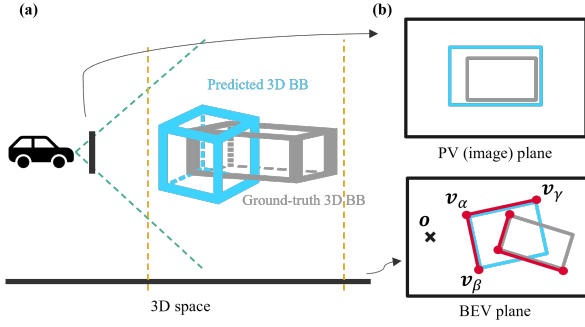 (a)
(b)
Predicted 3D BB
Ground-truth 3D BB
3D space
PV (image) plane
o
v_α
v_γ
v_β
BEV plane